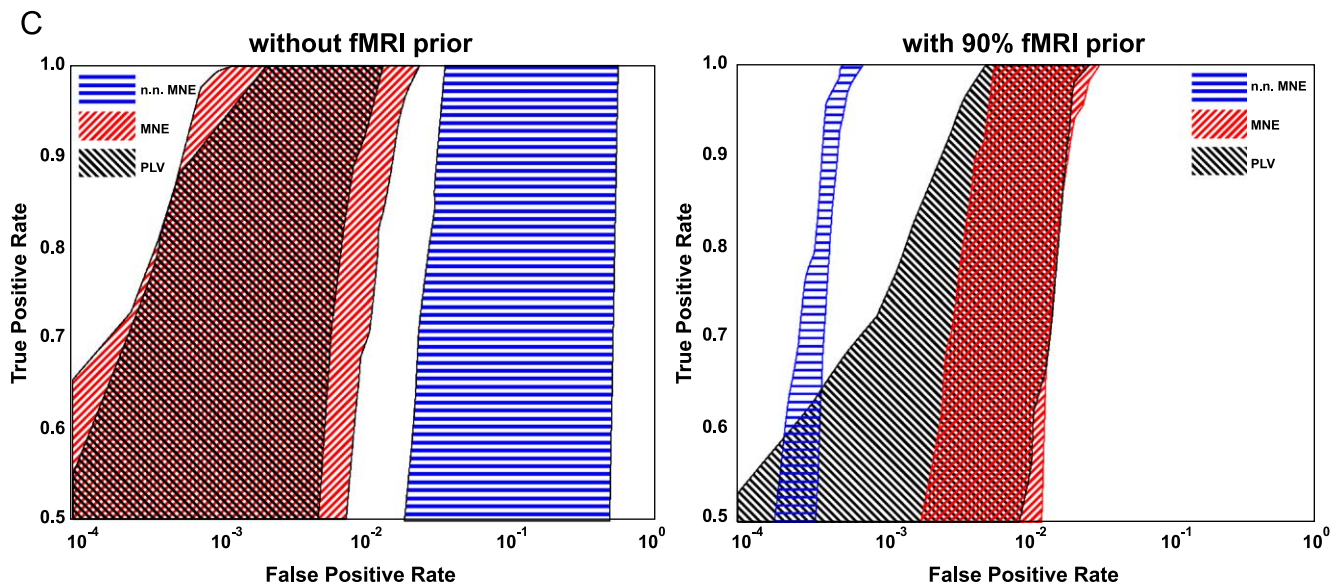 C
without fMRI prior
n.n. MNE
MNE
PLV
1.0
0.9
0.8
0.7
0.6
0.5
True Positive Rate
10^-4
10^-3
10^-2
10^-1
10^0
False Positive Rate
with 90% fMRI prior
n.n. MNE
MNE
PLV
1.0
0.9
0.8
0.7
0.6
0.5
True Positive Rate
10^-4
10^-3
10^-2
10^-1
10^0
False Positive Rate